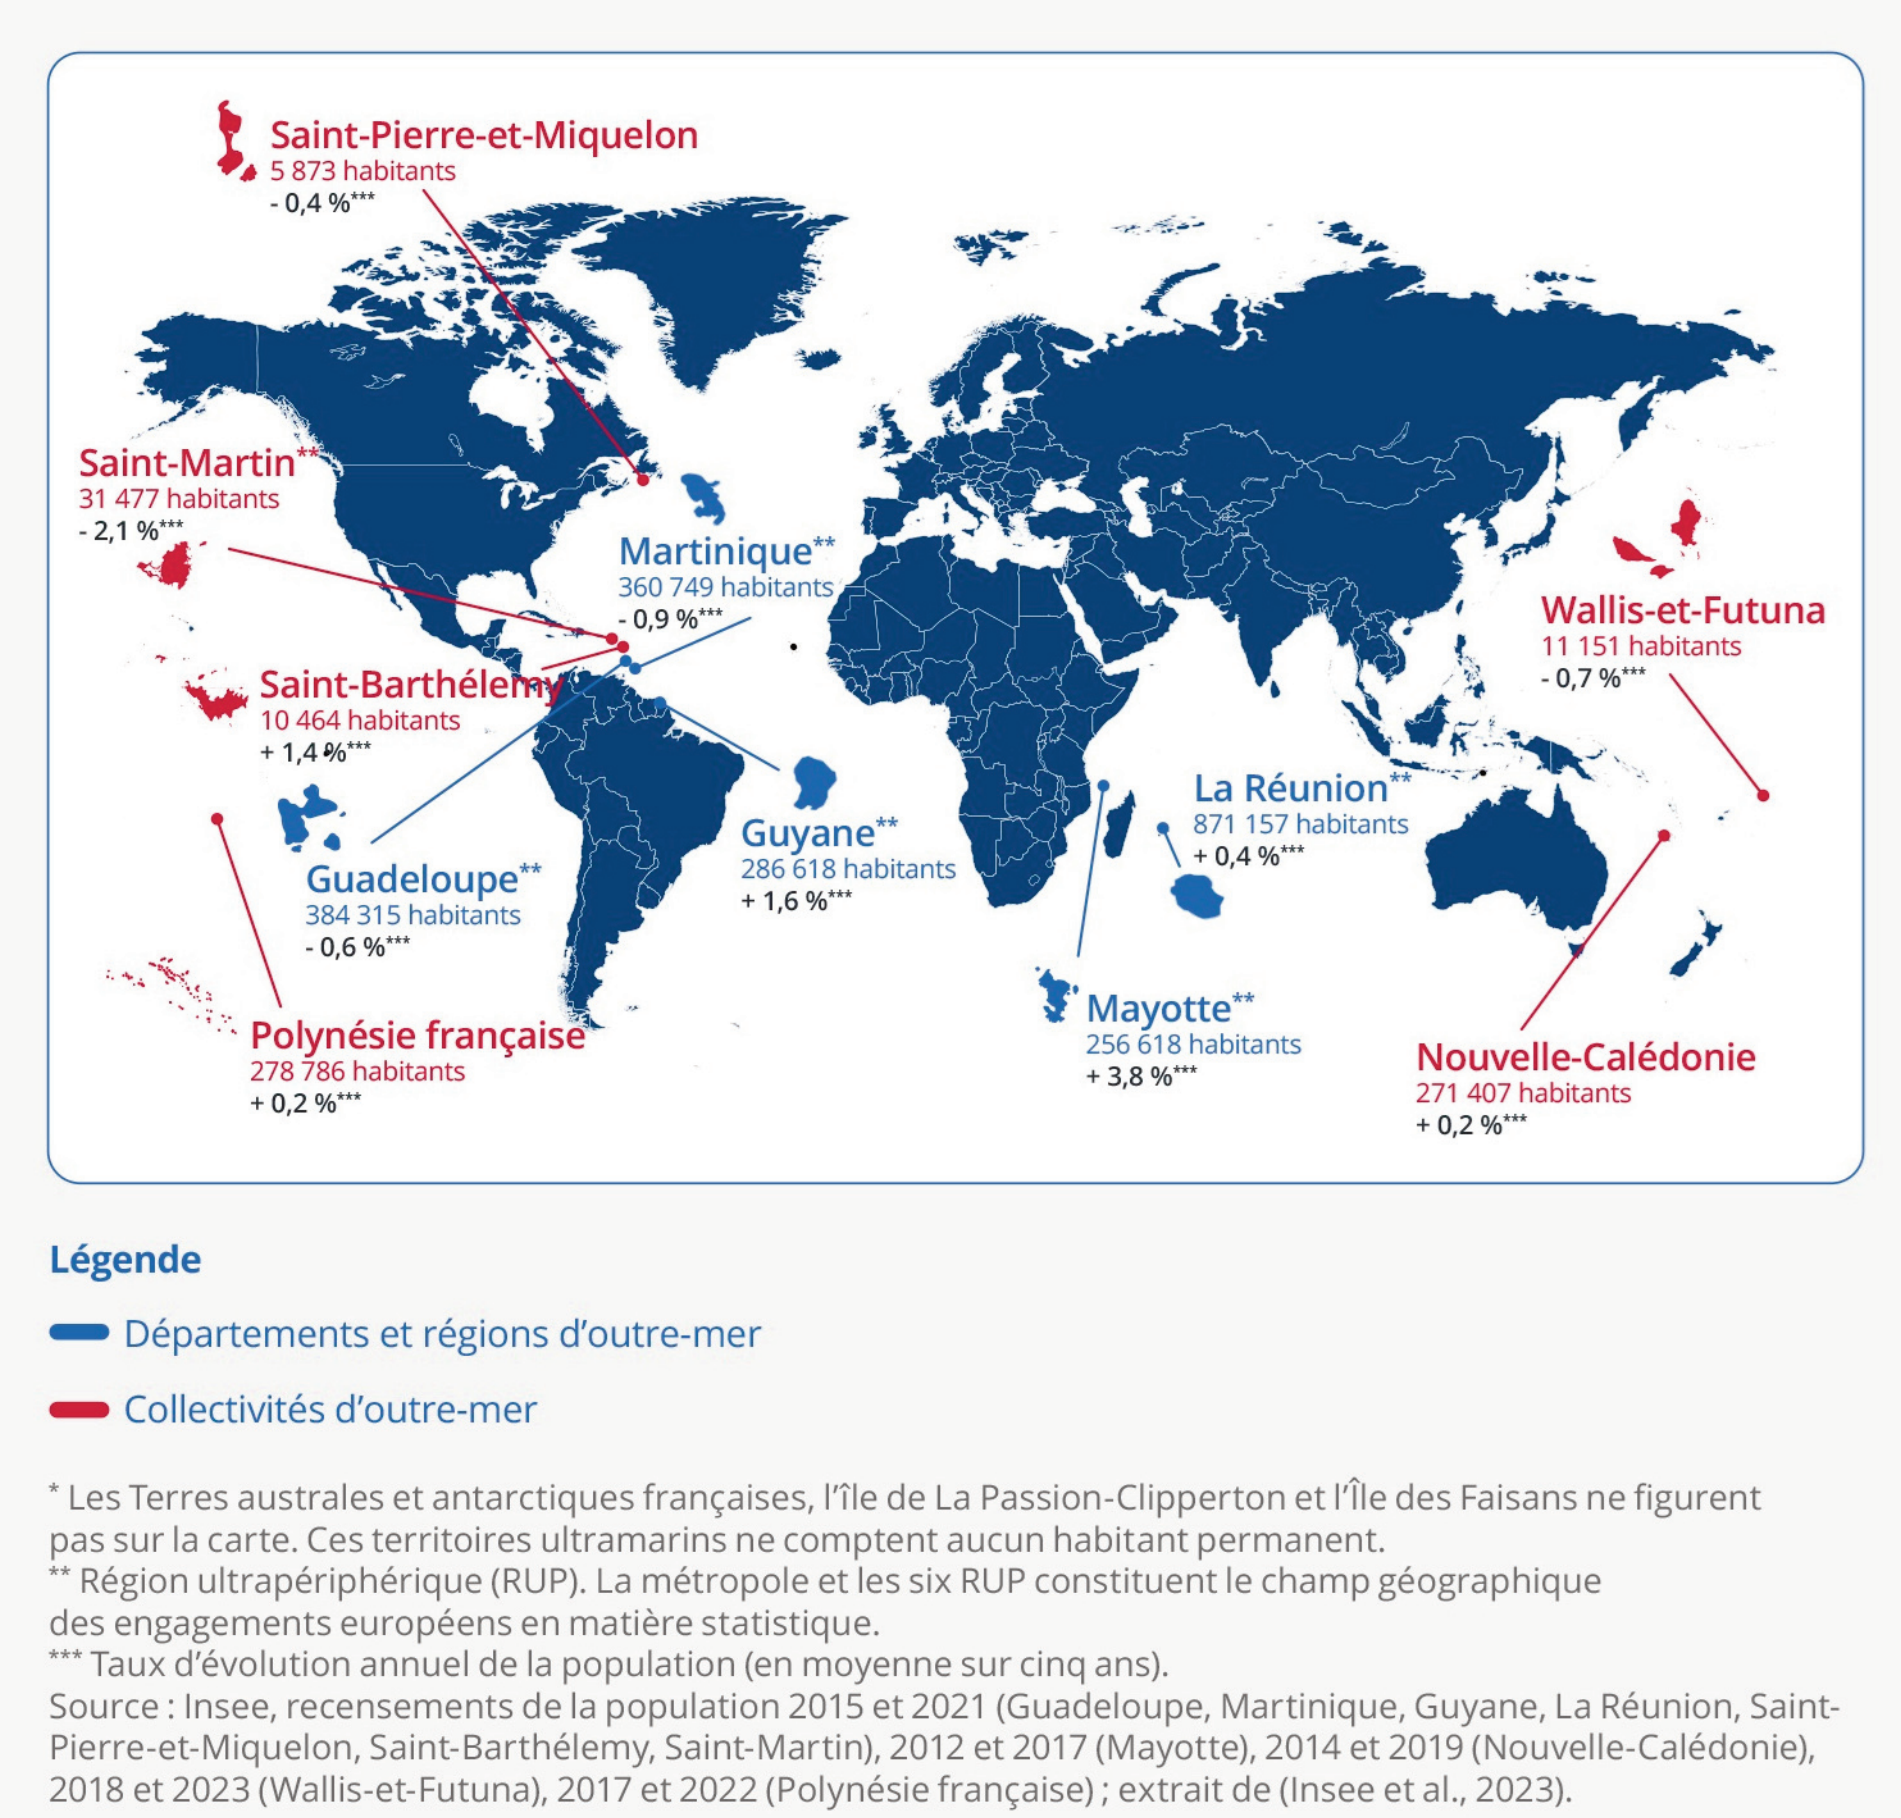 Saint-Pierre-et-Miquelon
5 873 habitants
- 0,4 %***
Saint-Martin**
31 477 habitants
- 2,1 %***
Martinique**
360 749 habitants
- 0,9 %***
Wallis-et-Futuna
11 151 habitants
- 0,7 %***
Saint-Barthélemy
10 464 habitants
+ 1,4 %***
La Réunion**
871 157 habitants
+ 0,4 %***
Guyane**
286 618 habitants
+ 1,6 %***
Guadeloupe**
384 315 habitants
- 0,6 %***
Mayotte**
256 618 habitants
+ 3,8 %***
Polynésie française
278 786 habitants
+ 0,2 %***
Nouvelle-Calédonie
271 407 habitants
+ 0,2 %***
Légende
Départements et régions d’outre-mer
Collectivités d’outre-mer
* Les Terres australes et antarctiques françaises, l’île de La Passion-Clipperton et l’Île des Faisans ne figurent
pas sur la carte. Ces territoires ultramarins ne comptent aucun habitant permanent.
** Région ultrapériphérique (RUP). La métropole et les six RUP constituent le champ géographique
des engagements européens en matière statistique.
*** Taux d’évolution annuel de la population (en moyenne sur cinq ans).
Source : Insee, recensements de la population 2015 et 2021 (Guadeloupe, Martinique, Guyane, La Réunion, Saint-
Pierre-et-Miquelon, Saint-Barthélemy, Saint-Martin), 2012 et 2017 (Mayotte), 2014 et 2019 (Nouvelle-Calédonie),
2018 et 2023 (Wallis-et-Futuna), 2017 et 2022 (Polynésie française) ; extrait de (Insee et al., 2023).